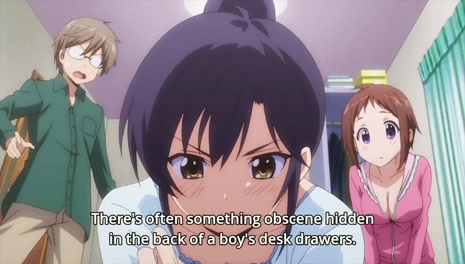 There's often something obscene hidden
in the back of a boy's desk drawers.